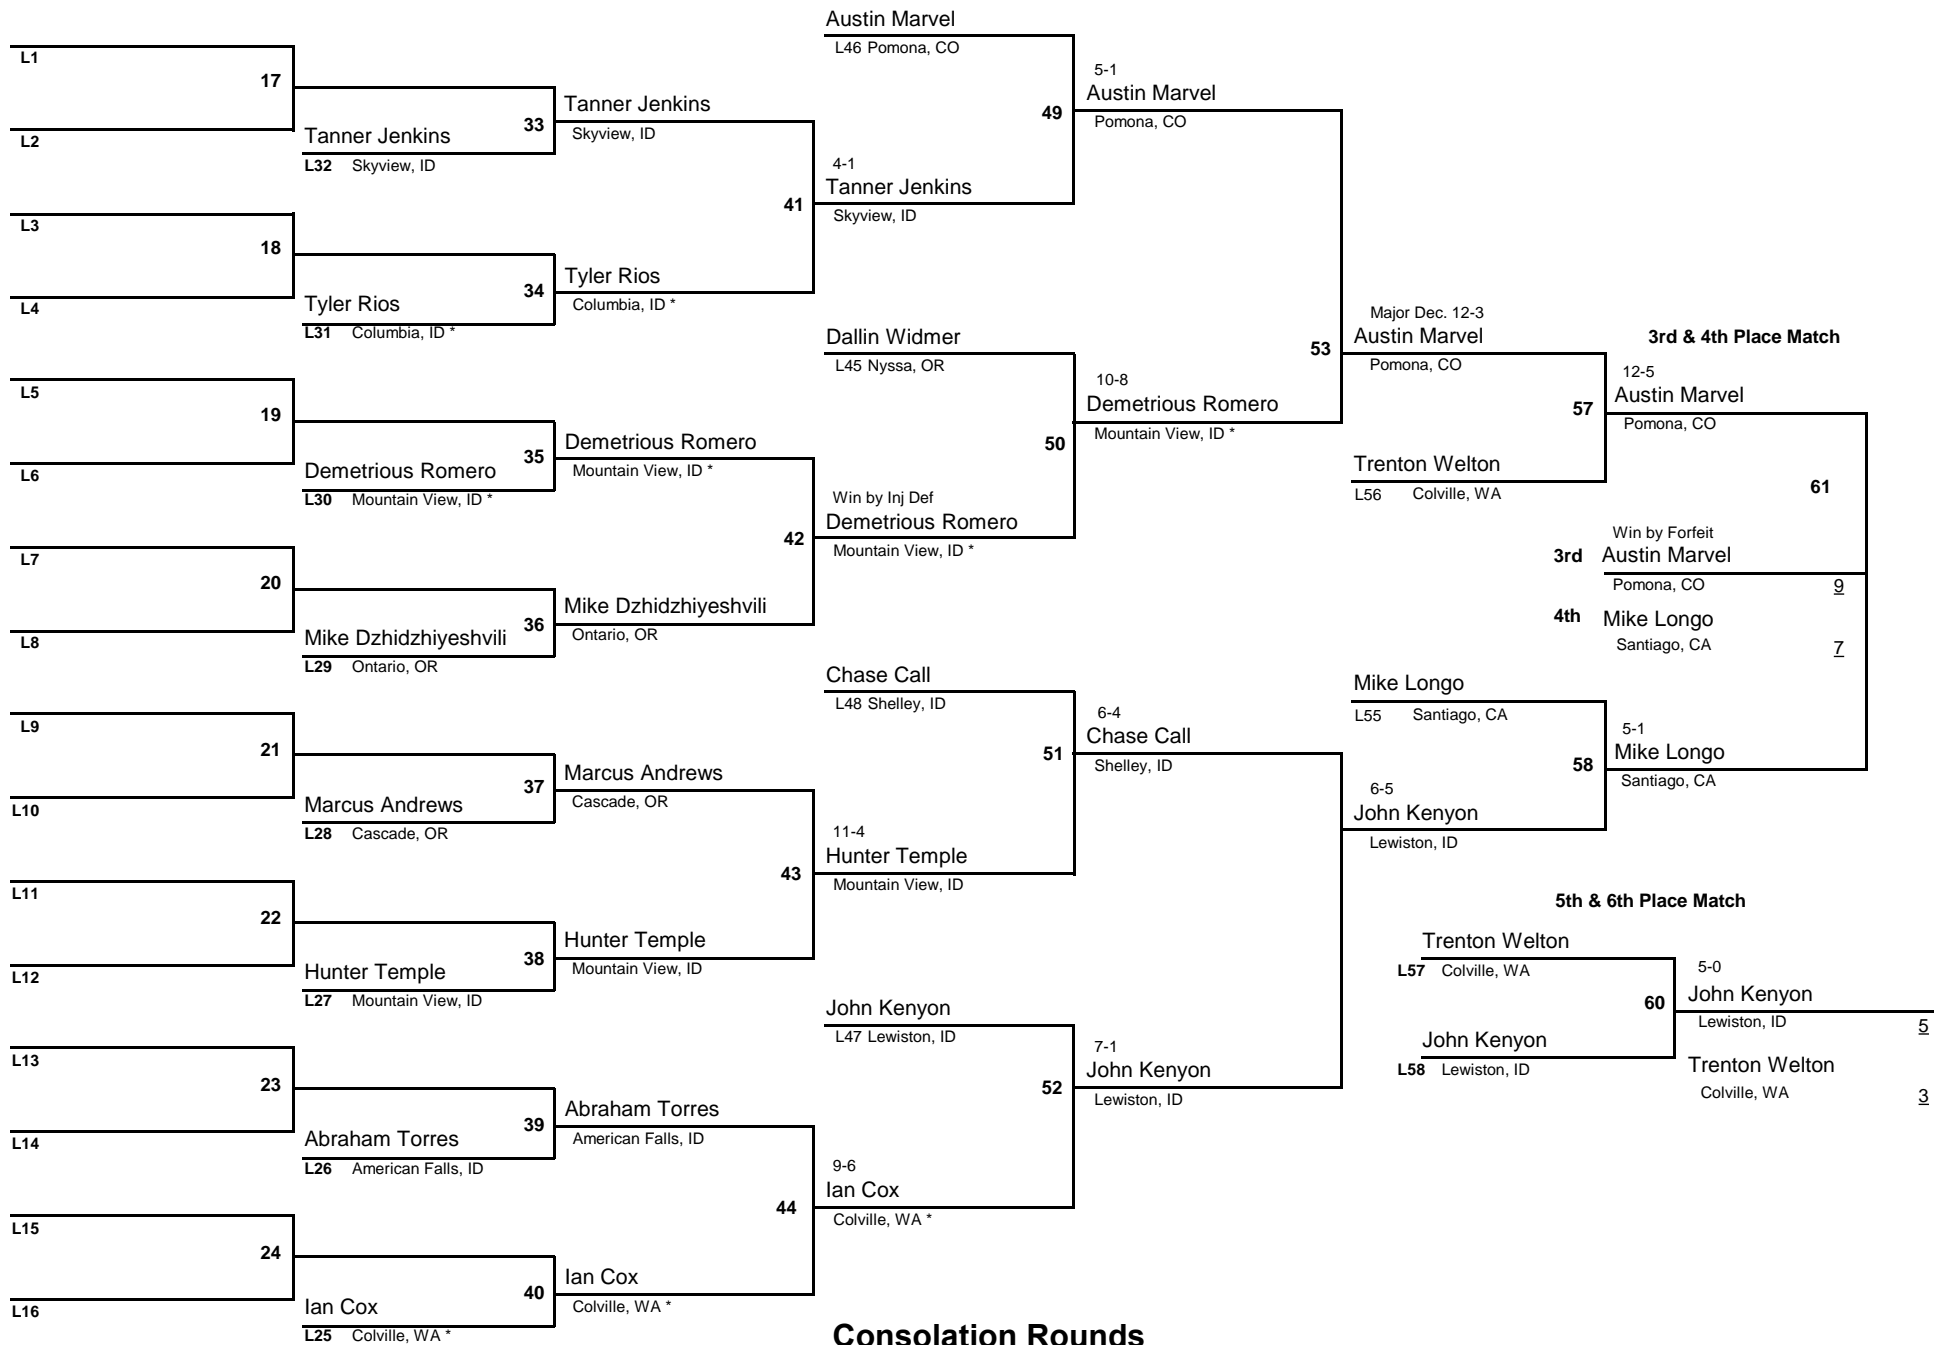 L1
17
L2
Tanner Jenkins
L32 Skyview, ID
33
L3
18
L4
Tyler Rios
L31 Columbia, ID *
34
L5
19
L6
Demetrious Romero
L30 Mountain View, ID *
35
L7
20
L8
Mike Dzhidzhiyeshvili
L29 Ontario, OR
36
L9
21
L10
Marcus Andrews
L28 Cascade, OR
37
L11
22
L12
Hunter Temple
L27 Mountain View, ID
38
L13
23
L14
Abraham Torres
L26 American Falls, ID
39
L15
24
L16
Ian Cox
L25 Colville, WA *
40
Tanner Jenkins
Skyview, ID
41
Tyler Rios
Columbia, ID *
Demetrious Romero
Mountain View, ID *
42
Mike Dzhidzhiyeshvili
Ontario, OR
Marcus Andrews
Cascade, OR
43
Hunter Temple
Mountain View, ID
Abraham Torres
American Falls, ID
44
Ian Cox
Colville, WA *
Austin Marvel
L46 Pomona, CO
49
4-1
Tanner Jenkins
Skyview, ID
Dallin Widmer
L45 Nyssa, OR
50
Win by Inj Def
Demetrious Romero
Mountain View, ID *
Chase Call
L48 Shelley, ID
51
11-4
Hunter Temple
Mountain View, ID
John Kenyon
L47 Lewiston, ID
52
9-6
Ian Cox
Colville, WA *
5-1
Austin Marvel
Pomona, CO
53
10-8
Demetrious Romero
Mountain View, ID *
6-4
Chase Call
Shelley, ID
7-1
John Kenyon
Lewiston, ID
Major Dec. 12-3
Austin Marvel
Pomona, CO
57
Trenton Welton
L56 Colville, WA
Mike Longo
L55 Santiago, CA
58
6-5
John Kenyon
Lewiston, ID
3rd & 4th Place Match
12-5
Austin Marvel
Pomona, CO
61
Win by Forfeit
3rd Austin Marvel
Pomona, CO 9
4th Mike Longo
Santiago, CA 7
5-1
Mike Longo
Santiago, CA
5th & 6th Place Match
Trenton Welton
L57 Colville, WA
60
John Kenyon
L58 Lewiston, ID
5-0
John Kenyon
Lewiston, ID 5
Trenton Welton
Colville, WA 3
Consolation Rounds